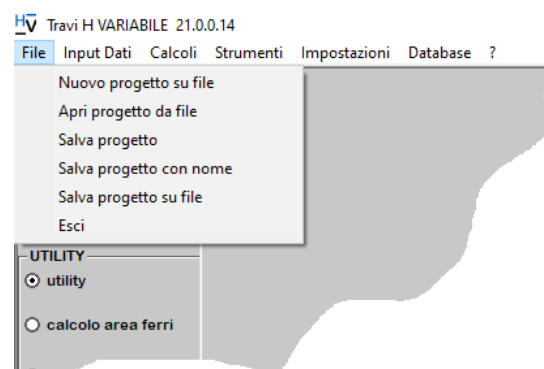 HV Travi H VARIABILE 21.0.0.14
File Input Dati Calcoli Strumenti Impostazioni Database ?
Nuovo progetto su file
Apri progetto da file
Salva progetto
Salva progetto con nome
Salva progetto su file
Esci
UTILITY
utility
calcolo area ferri